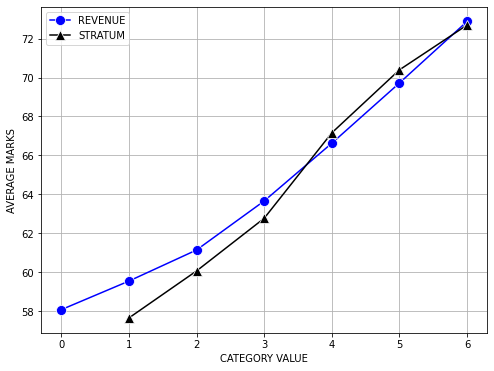 REVENUE
STRATUM
72
70
68
66
64
62
60
58
AVERAGE MARKS
0 1 2 3 4 5 6
CATEGORY VALUE